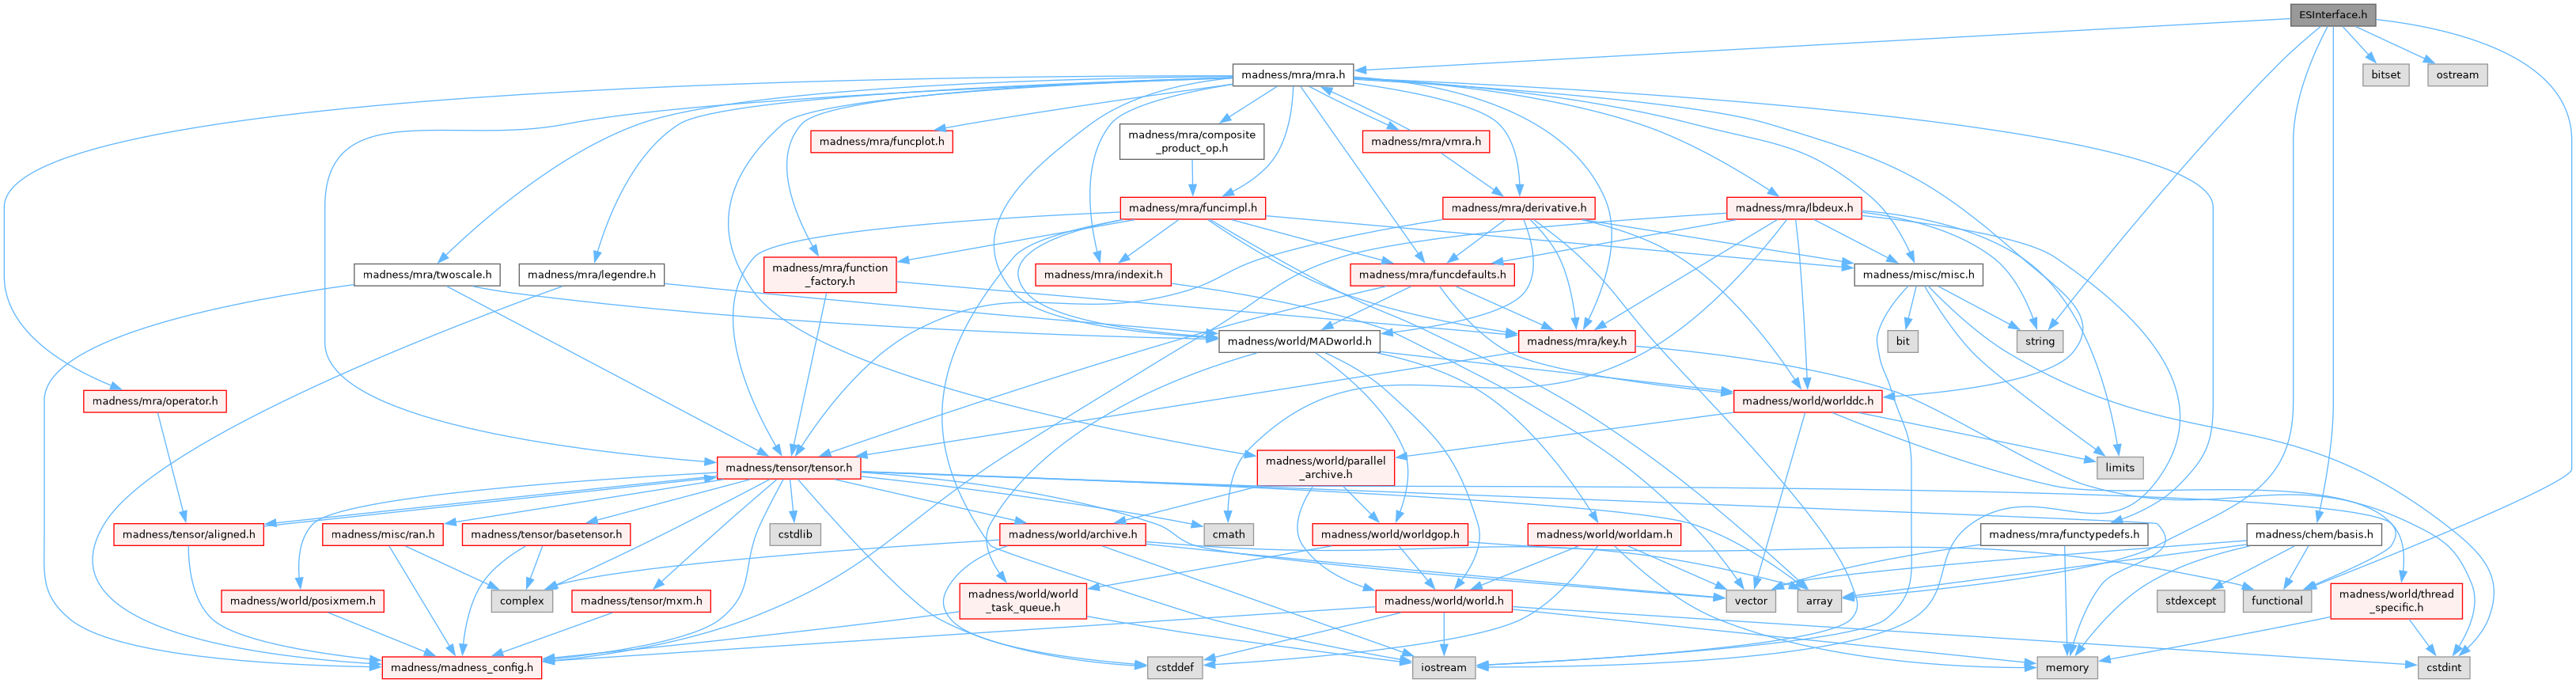 ESInterface.h
madness/mra/mra.h
bitset
ostream
madness/mra/funcplot.h
madness/mra/composite
_product_op.h
madness/mra/vmra.h
madness/mra/funcimpl.h
madness/mra/derivative.h
madness/mra/lbdeux.h
madness/mra/twoscale.h
madness/mra/legendre.h
madness/mra/function
_factory.h
madness/mra/indexit.h
madness/mra/funcdefaults.h
madness/misc/misc.h
madness/world/MADworld.h
madness/mra/key.h
bit
string
madness/mra/operator.h
madness/world/worlddc.h
madness/tensor/tensor.h
madness/world/parallel
_archive.h
limits
madness/tensor/aligned.h
madness/misc/ran.h
madness/tensor/basetensor.h
cstdlib
madness/world/archive.h
cmath
madness/world/worldgop.h
madness/world/worldam.h
madness/mra/functypedefs.h
madness/chem/basis.h
madness/world/posixmem.h
complex
madness/tensor/mxm.h
madness/world/world
_task_queue.h
madness/world/world.h
vector
array
stdexcept
functional
madness/world/thread
_specific.h
madness/madness_config.h
cstddef
iostream
memory
cstdint